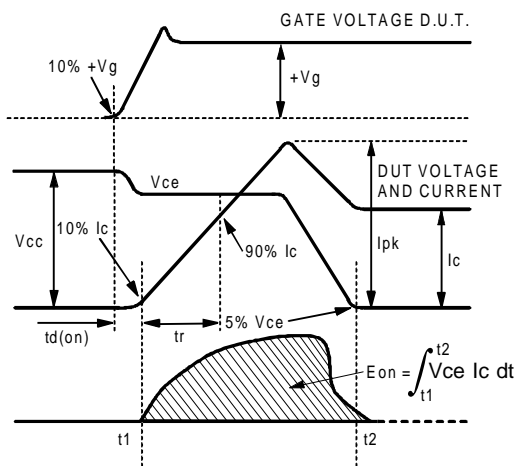 GATE VOLTAGE D.U.T.
10% +Vg
+Vg
Vce
DUT VOLTAGE
AND CURRENT
Vcc
10% Ic
90% Ic
Ipk
Ic
td(on)
tr
5% Vce
Eon = ∫ Vce Ic dt
t2
t1
t1
t2